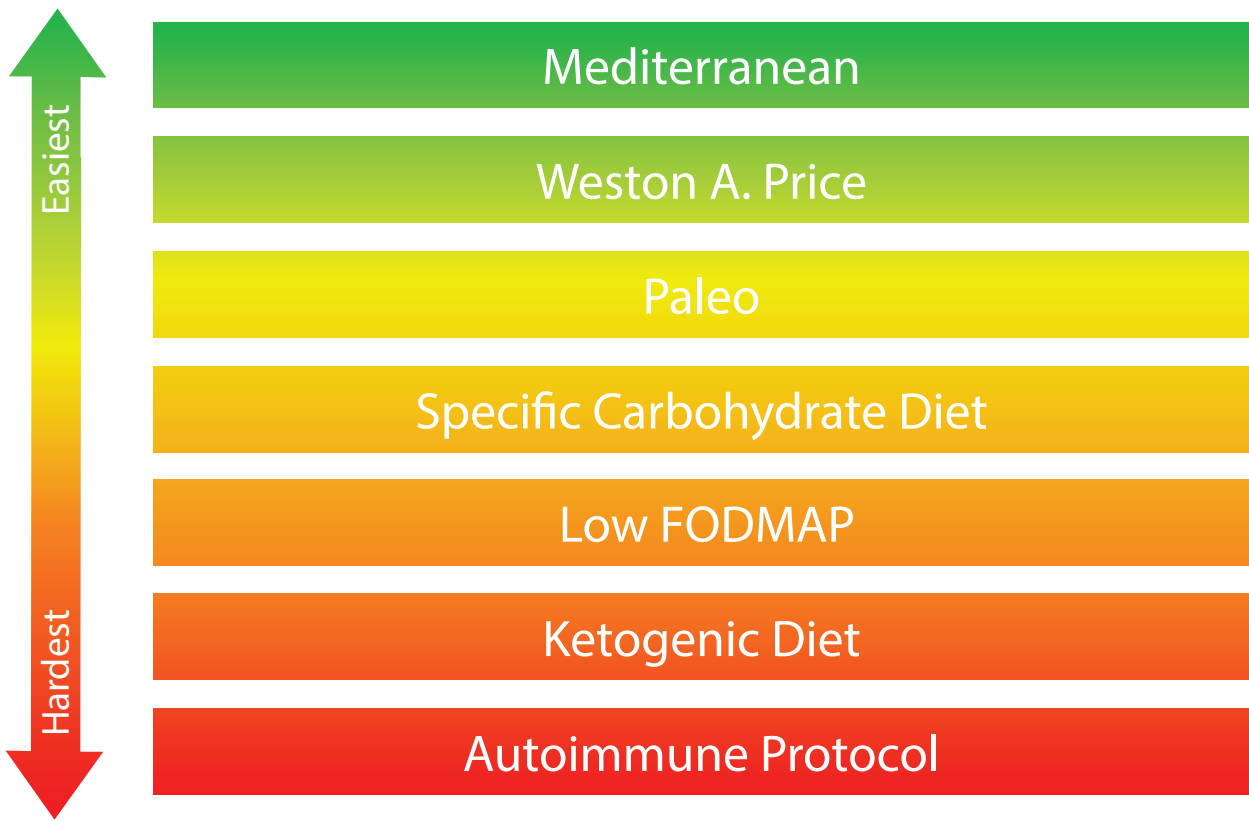 Easiest
Mediterranean
Weston A. Price
Paleo
Specific Carbohydrate Diet
Low FODMAP
Ketogenic Diet
Hardest
Autoimmune Protocol